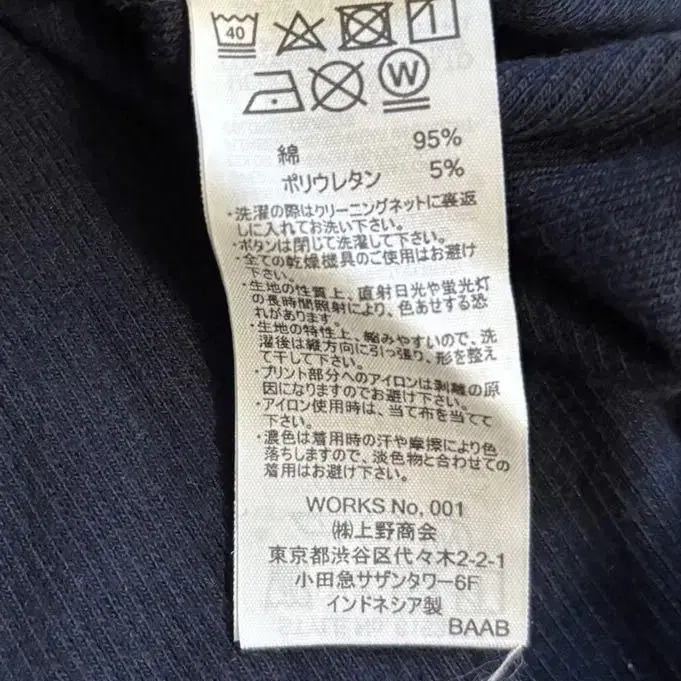 40
W
綿 95%
ポリウレタン 5%
・洗濯の際はクリーニングネットに裏返
しに入れてお洗い下さい。
・ボタンは閉じて洗濯して下さい。
・全ての乾燥機具のご使用はお避け
下さい。
・生地の性質上、直射日光や蛍光灯
の長時間照射により、色あせする恐
れがあります。
・生地の特性上、縮みやすいので、洗
濯後は縦方向に引っ張り、形を整え
て干して下さい。
・プリント部分へのアイロンは剥離の原
因になりますのでお避け下さい。
・アイロン使用時は、当て布を当てて
下さい。
・濃色は着用時の汗や摩擦により色
落ちしますので、淡色物と合わせての
着用はお避け下さい。
WORKS No. 001
㈱上野商会
東京都渋谷区代々木2-2-1
小田急サザンタワー6F
インドネシア製
BAAB